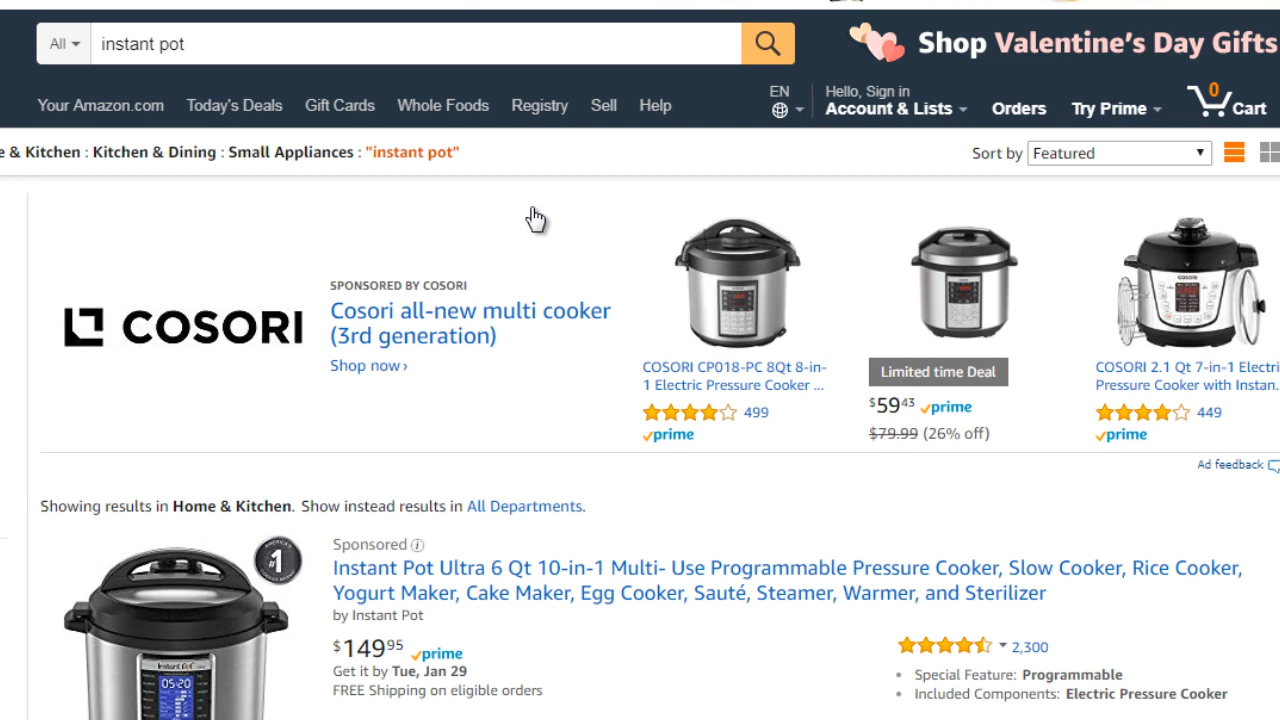 All
instant pot
Shop Valentine's Day Gifts
Your Amazon.com Today's Deals Gift Cards Whole Foods Registry Sell Help
EN
Hello, Sign in
Account & Lists
Orders
Try Prime
0
Cart
e & Kitchen : Kitchen & Dining : Small Appliances : "instant pot"
Sort by Featured
COSORI
SPONSORED BY COSORI
Cosori all-new multi cooker
(3rd generation)
Shop now ›
COSORI CP018-PC 8Qt 8-in-
1 Electric Pressure Cooker ...
499
prime
Limited time Deal
$59 43 prime
$79.99 (26% off)
COSORI
COSORI 2.1 Qt 7-in-1 Electri
Pressure Cooker with Instan.
449
prime
Ad feedback
Showing results in Home & Kitchen. Show instead results in All Departments.
#1
Instant Pot
05:20
Sponsored
Instant Pot Ultra 6 Qt 10-in-1 Multi- Use Programmable Pressure Cooker, Slow Cooker, Rice Cooker,
Yogurt Maker, Cake Maker, Egg Cooker, Sauté, Steamer, Warmer, and Sterilizer
by Instant Pot
$149 95 prime
Get it by Tue, Jan 29
FREE Shipping on eligible orders
2,300
Special Feature: Programmable
Included Components: Electric Pressure Cooker